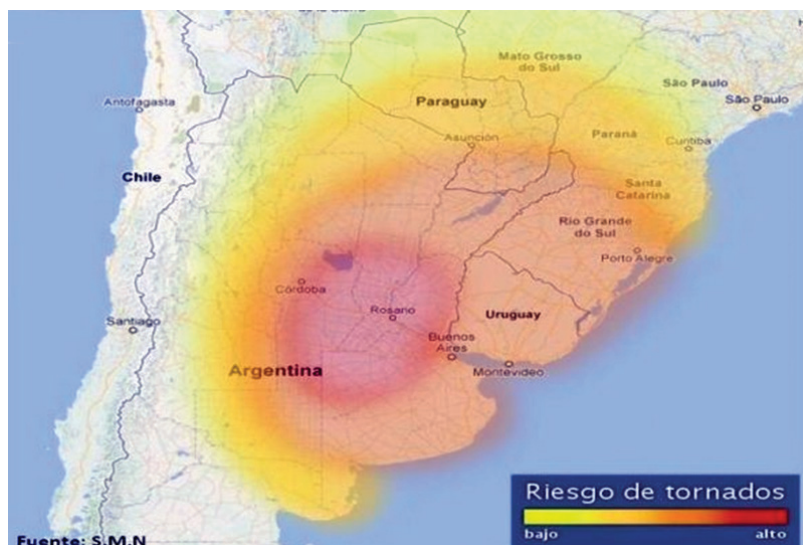 Mato Grosso
do Sul
São Paulo
São Paulo
Antofagasta
Paraguay
Asunción
Paraná
Curitiba
Chile
Santa
Catarina
Rio Grande
do Sul
Porto Alegre
Córdoba
Rosario
Santiago
Uruguay
Buenos
Aires
Argentina
Montevideo
Riesgo de tornados
bajo
alto
Fuente: S.M.N